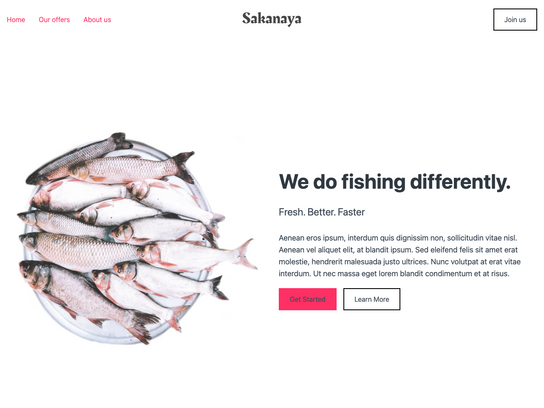 Home Our offers About us Sakanaya Join us
We do fishing differently.
Fresh. Better. Faster
Aenean eros ipsum, interdum quis dignissim non, sollicitudin vitae nisl.
Aenean vel aliquet elit, at blandit ipsum. Sed eleifend felis sit amet erat
molestie, hendrerit malesuada justo ultrices. Nunc volutpat at erat vitae
interdum. Ut nec massa eget lorem blandit condimentum et at risus.
Get Started Learn More